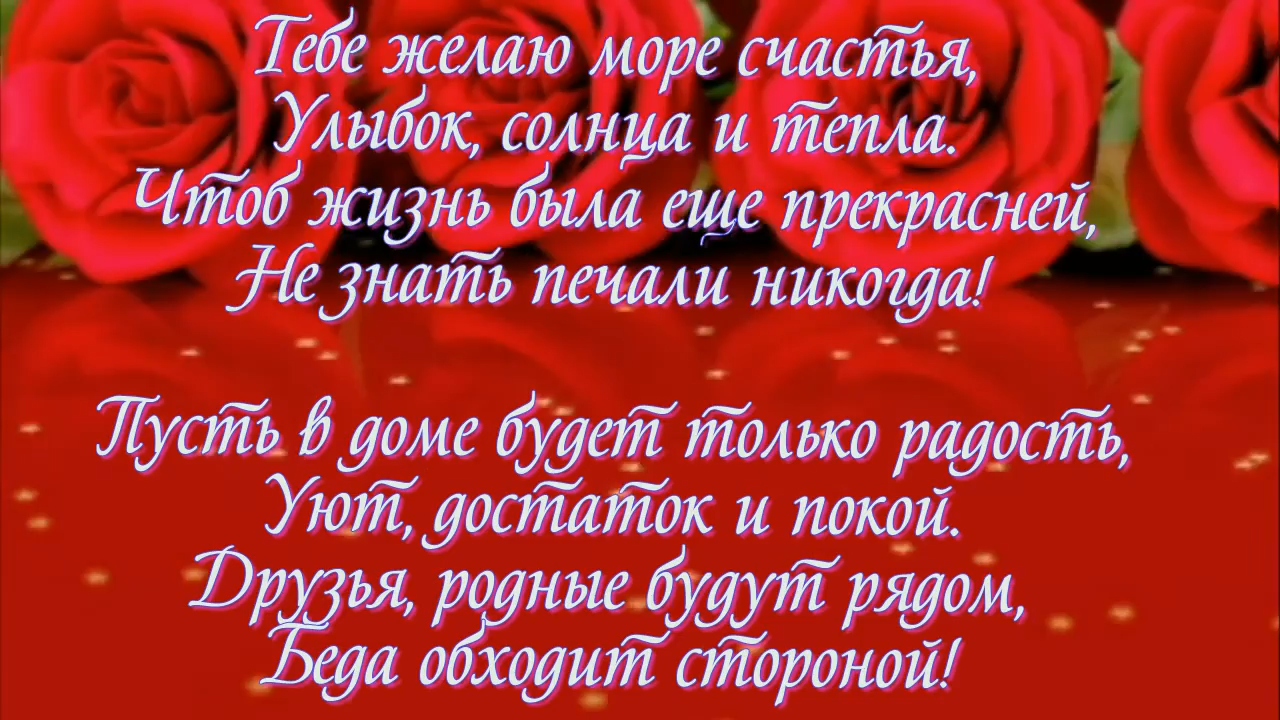 Тебе желаю море счастья,
Улыбок, солнца и тепла.
Чтоб жизнь была еще прекрасней,
Не знать печали никогда!
Пусть в доме будет только радость,
Уют, достаток и покой.
Друзья, родные будут рядом,
Беда обходит стороной!